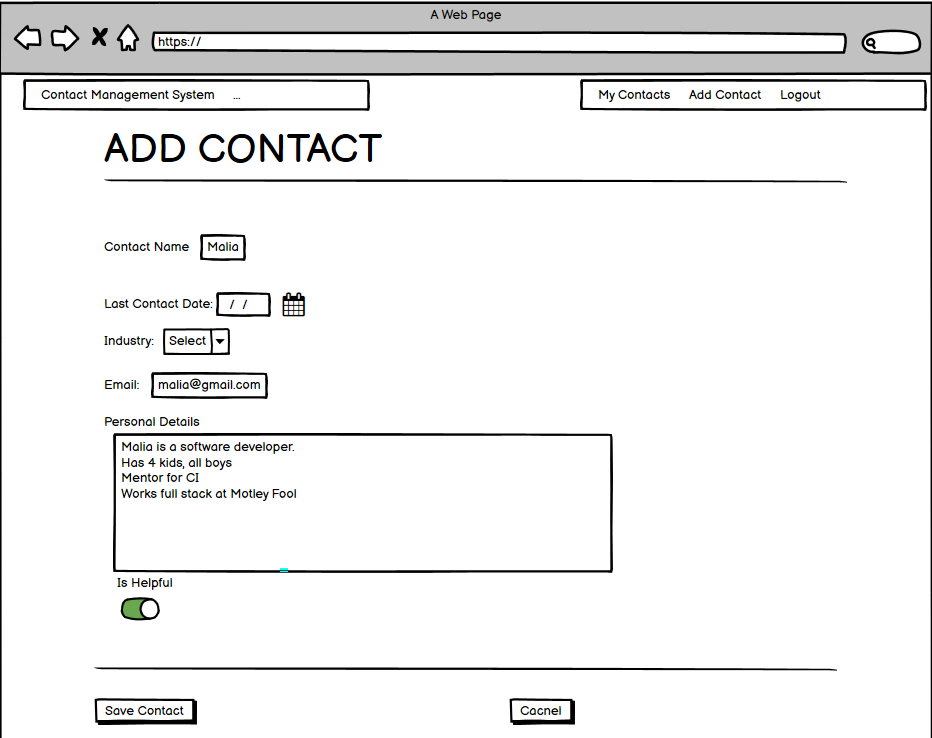 A Web Page
https://
Contact Management System ...
My Contacts Add Contact Logout
ADD CONTACT
Contact Name Malia
Last Contact Date: / /
Industry: Select
Email: malia@gmail.com
Personal Details
Malia is a software developer.
Has 4 kids, all boys
Mentor for CI
Works full stack at Motley Fool
Is Helpful
Save Contact
Cacnel